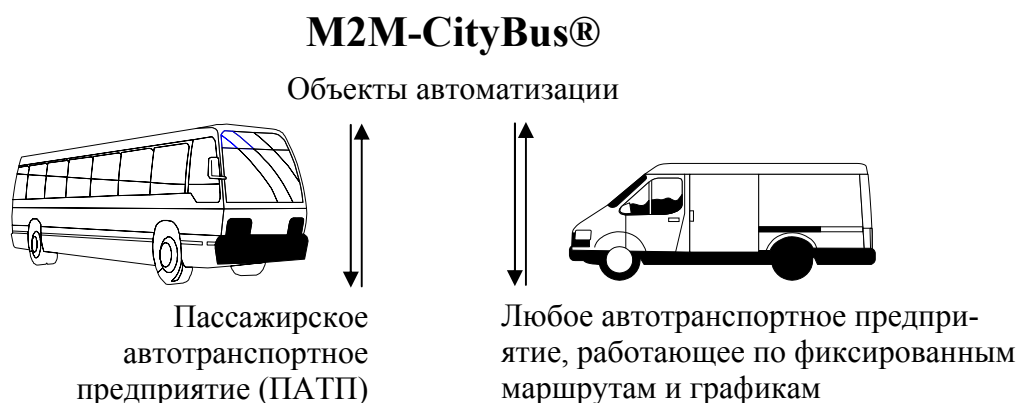 M2M-CityBus®
Объекты автоматизации
Пассажирское
автотранспортное
предприятие (ПАТП)
Любое автотранспортное предпри-
ятие, работающее по фиксированным
маршрутам и графикам